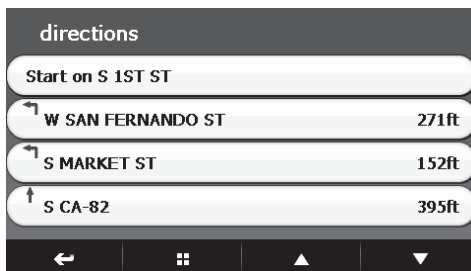 directions
Start on S 1ST ST
W SAN FERNANDO ST 271ft
S MARKET ST 152ft
S CA-82 395ft